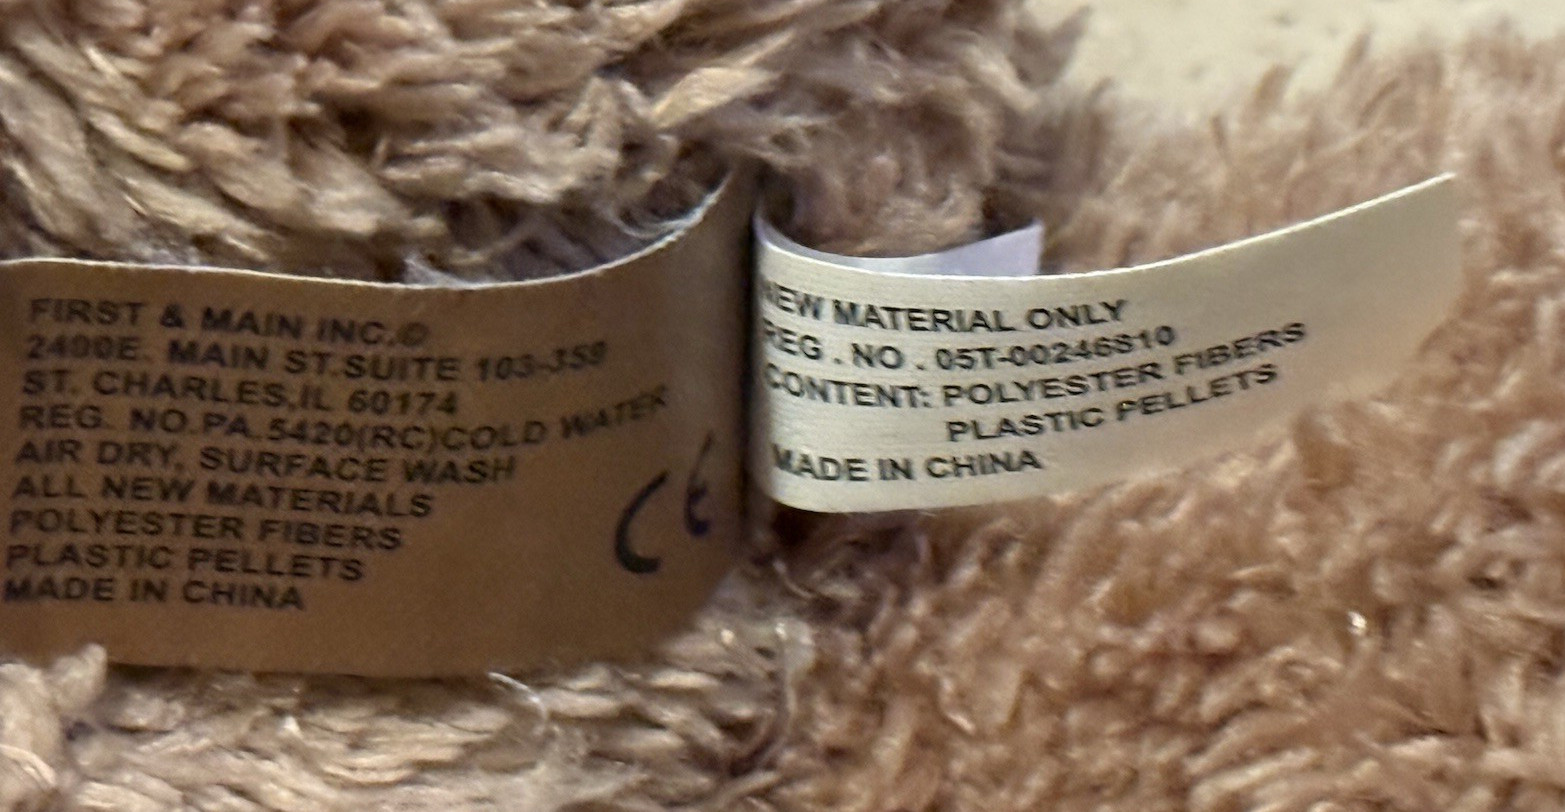 FIRST & MAIN INC.©
2400E. MAIN ST.SUITE 103-359
ST. CHARLES,IL 60174
REG. NO.PA.5420(RC)COLD WATER
AIR DRY, SURFACE WASH
ALL NEW MATERIALS
POLYESTER FIBERS
PLASTIC PELLETS
MADE IN CHINA
CE
NEW MATERIAL ONLY
REG . NO . 05T-00246810
CONTENT: POLYESTER FIBERS
PLASTIC PELLETS
MADE IN CHINA